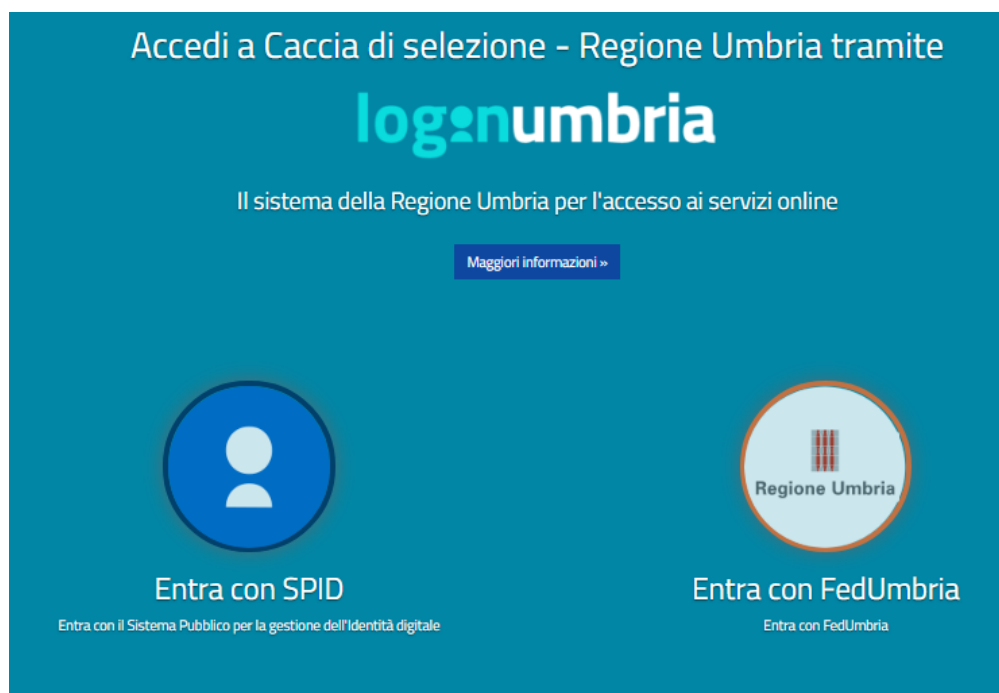 Accedi a Caccia di selezione - Regione Umbria tramite
loginumbria
Il sistema della Regione Umbria per l'accesso ai servizi online
Maggiori informazioni »
Regione Umbria
Entra con SPID
Entra con FedUmbria
Entra con il Sistema Pubblico per la gestione dell'Identità digitale
Entra con FedUmbria